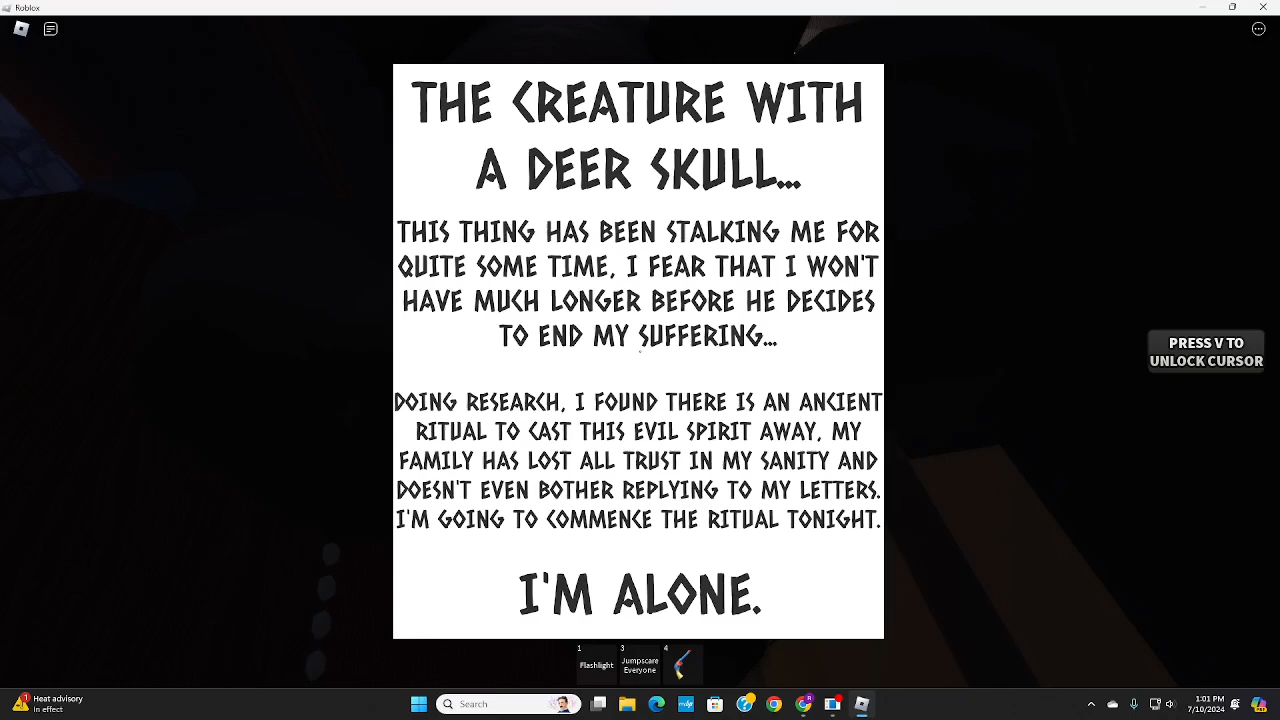 Roblox
THE CREATURE WITH
A DEER SKULL...
THIS THING HAS BEEN STALKING ME FOR
QUITE SOME TIME, I FEAR THAT I WON'T
HAVE MUCH LONGER BEFORE HE DECIDES
TO END MY SUFFERING...
PRESS V TO
UNLOCK CURSOR
DOING RESEARCH, I FOUND THERE IS AN ANCIENT
RITUAL TO CAST THIS EVIL SPIRIT AWAY, MY
FAMILY HAS LOST ALL TRUST IN MY SANITY AND
DOESN'T EVEN BOTHER REPLYING TO MY LETTERS.
I'M GOING TO COMMENCE THE RITUAL TONIGHT.
I'M ALONE.
1 3 4
Flashlight
Jumpscare
Everyone
Heat advisory
In effect
Search
1:01 PM
7/10/2024